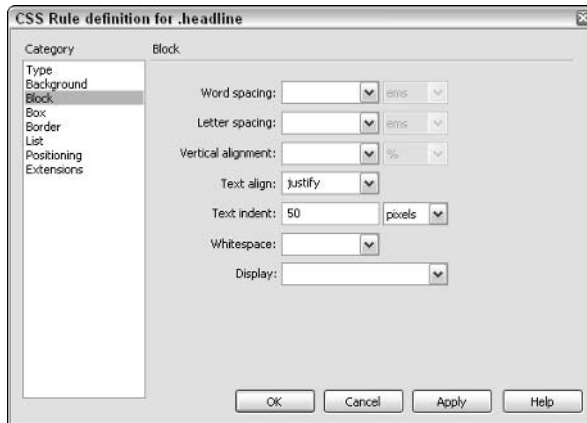 CSS Rule definition for .headline
Category
Block
Type
Background
Block
Box
Border
List
Positioning
Extensions
Word spacing: ems
Letter spacing: ems
Vertical alignment: %
Text align: justify
Text indent: 50 pixels
Whitespace:
Display:
OK Cancel Apply Help